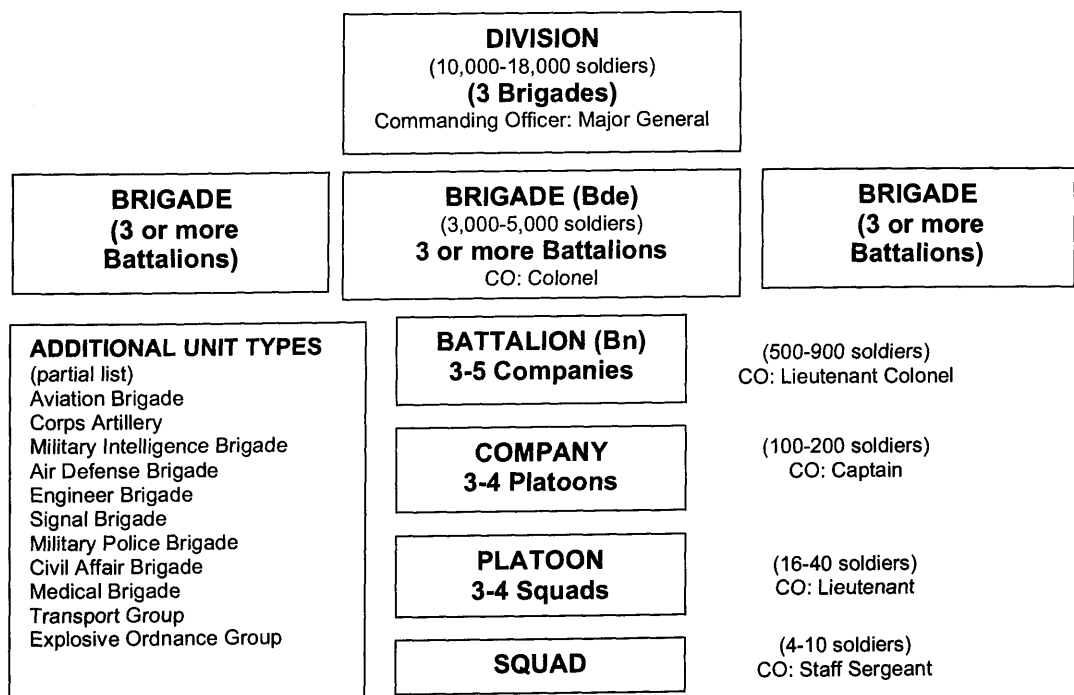 DIVISION
(10,000-18,000 soldiers)
(3 Brigades)
Commanding Officer: Major General
BRIGADE
(3 or more
Battalions)
BRIGADE (Bde)
(3,000-5,000 soldiers)
3 or more Battalions
CO: Colonel
BRIGADE
(3 or more
Battalions)
ADDITIONAL UNIT TYPES
(partial list)
Aviation Brigade
Corps Artillery
Military Intelligence Brigade
Air Defense Brigade
Engineer Brigade
Signal Brigade
Military Police Brigade
Civil Affair Brigade
Medical Brigade
Transport Group
Explosive Ordnance Group
BATTALION (Bn)
3-5 Companies
(500-900 soldiers)
CO: Lieutenant Colonel
COMPANY
3-4 Platoons
(100-200 soldiers)
CO: Captain
PLATOON
3-4 Squads
(16-40 soldiers)
CO: Lieutenant
SQUAD
(4-10 soldiers)
CO: Staff Sergeant